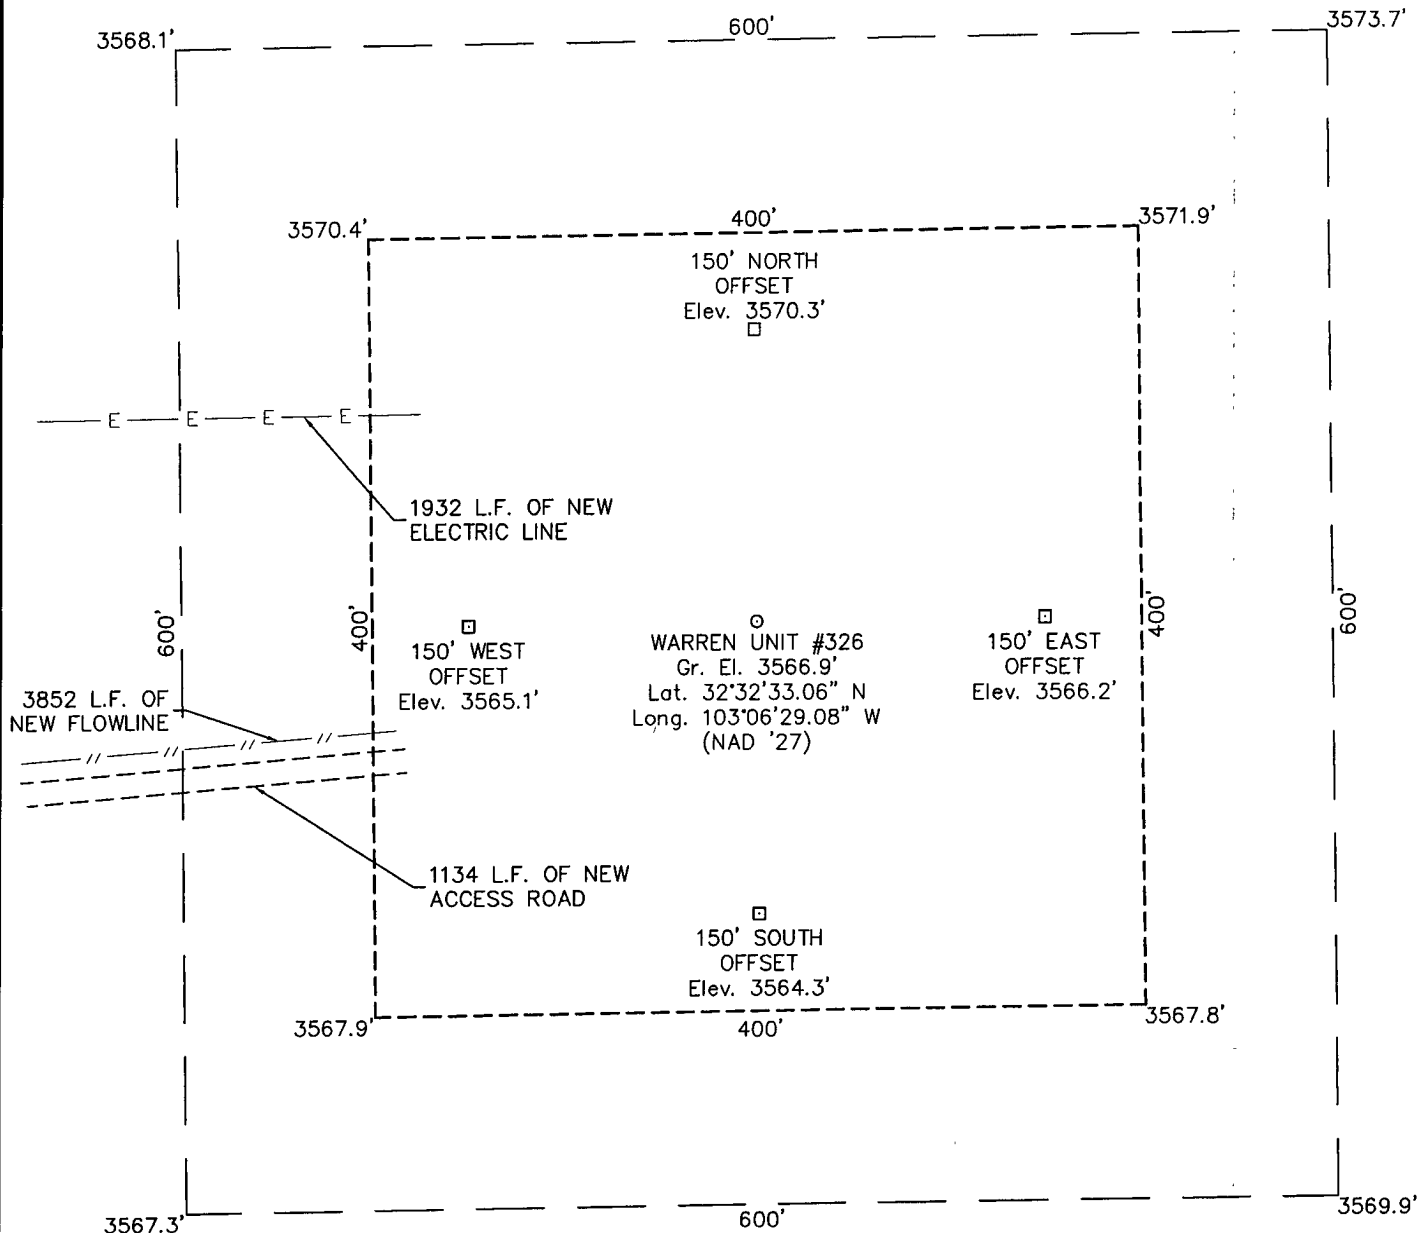 600'
3573.7'
3568.1'
400'
3571.9'
3570.4'
150' NORTH
OFFSET
Elev. 3570.3'
E E E E
1932 L.F. OF NEW
ELECTRIC LINE
600'
400'
400'
600'
150' WEST
OFFSET
Elev. 3565.1'
WARREN UNIT #326
Gr. El. 3566.9'
Lat. 32°32'33.06" N
Long. 103°06'29.08" W
(NAD '27)
150' EAST
OFFSET
Elev. 3566.2'
3852 L.F. OF
NEW FLOWLINE
1134 L.F. OF NEW
ACCESS ROAD
150' SOUTH
OFFSET
Elev. 3564.3'
3567.9'
400'
3567.8'
3567.3'
600'
3569.9'